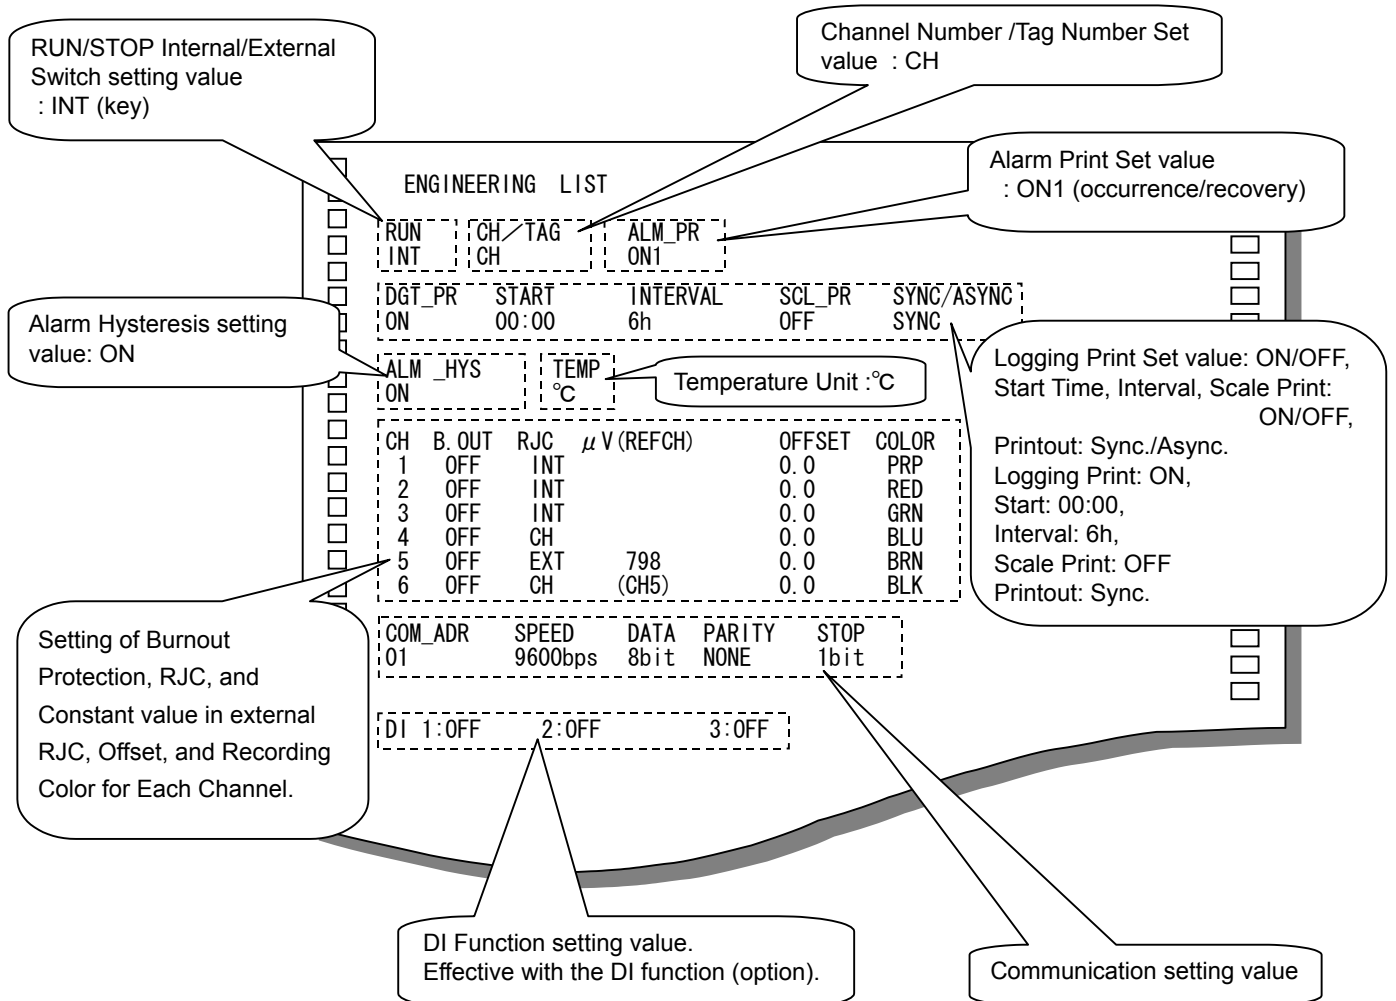 RUN/STOP Internal/External
Switch setting value
: INT (key)
Channel Number /Tag Number Set
value : CH
Alarm Print Set value
: ON1 (occurrence/recovery)
ENGINEERING LIST
RUN CH/TAG ALM_PR
INT CH ON1
DGT_PR START INTERVAL SCL_PR SYNC/ASYNC
ON 00:00 6h OFF SYNC
Alarm Hysteresis setting
value: ON
ALM _HYS TEMP
ON ℃
Temperature Unit :℃
Logging Print Set value: ON/OFF,
Start Time, Interval, Scale Print:
ON/OFF,
Printout: Sync./Async.
Logging Print: ON,
Start: 00:00,
Interval: 6h,
Scale Print: OFF
Printout: Sync.
CH B.OUT RJC μV(REFCH) OFFSET COLOR
1 OFF INT 0.0 PRP
2 OFF INT 0.0 RED
3 OFF INT 0.0 GRN
4 OFF CH 0.0 BLU
5 OFF EXT 798 0.0 BRN
6 OFF CH (CH5) 0.0 BLK
Setting of Burnout
Protection, RJC, and
Constant value in external
RJC, Offset, and Recording
Color for Each Channel.
COM_ADR SPEED DATA PARITY STOP
01 9600bps 8bit NONE 1bit
DI 1:OFF 2:OFF 3:OFF
DI Function setting value.
Effective with the DI function (option).
Communication setting value